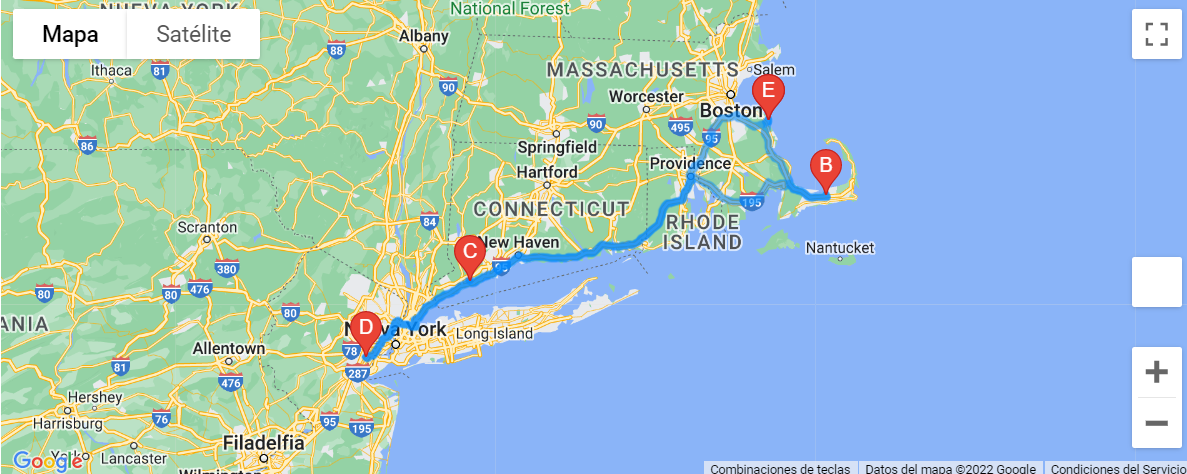 NUEVA YORK
National Forest
Mapa
Satélite
Albany
88
Ithaca
81
MASSACHUSETTS
Salem
90
Worcester
E
Boston
495
90
95
86
Springfield
Providence
B
Hartford
195
CONNECTICUT
84
RHODE
ISLAND
Scranton
New Haven
Nantucket
C
380
80
476
80
80
D
Nueva York
Long Island
ANIA
78
Allentown
287
81
476
Hershey
Harrisburg
76
95
195
Filadelfia
Lancaster
York
Google
Wilmington
Combinaciones de teclas
Datos del mapa ©2022 Google
Condiciones del Servicio